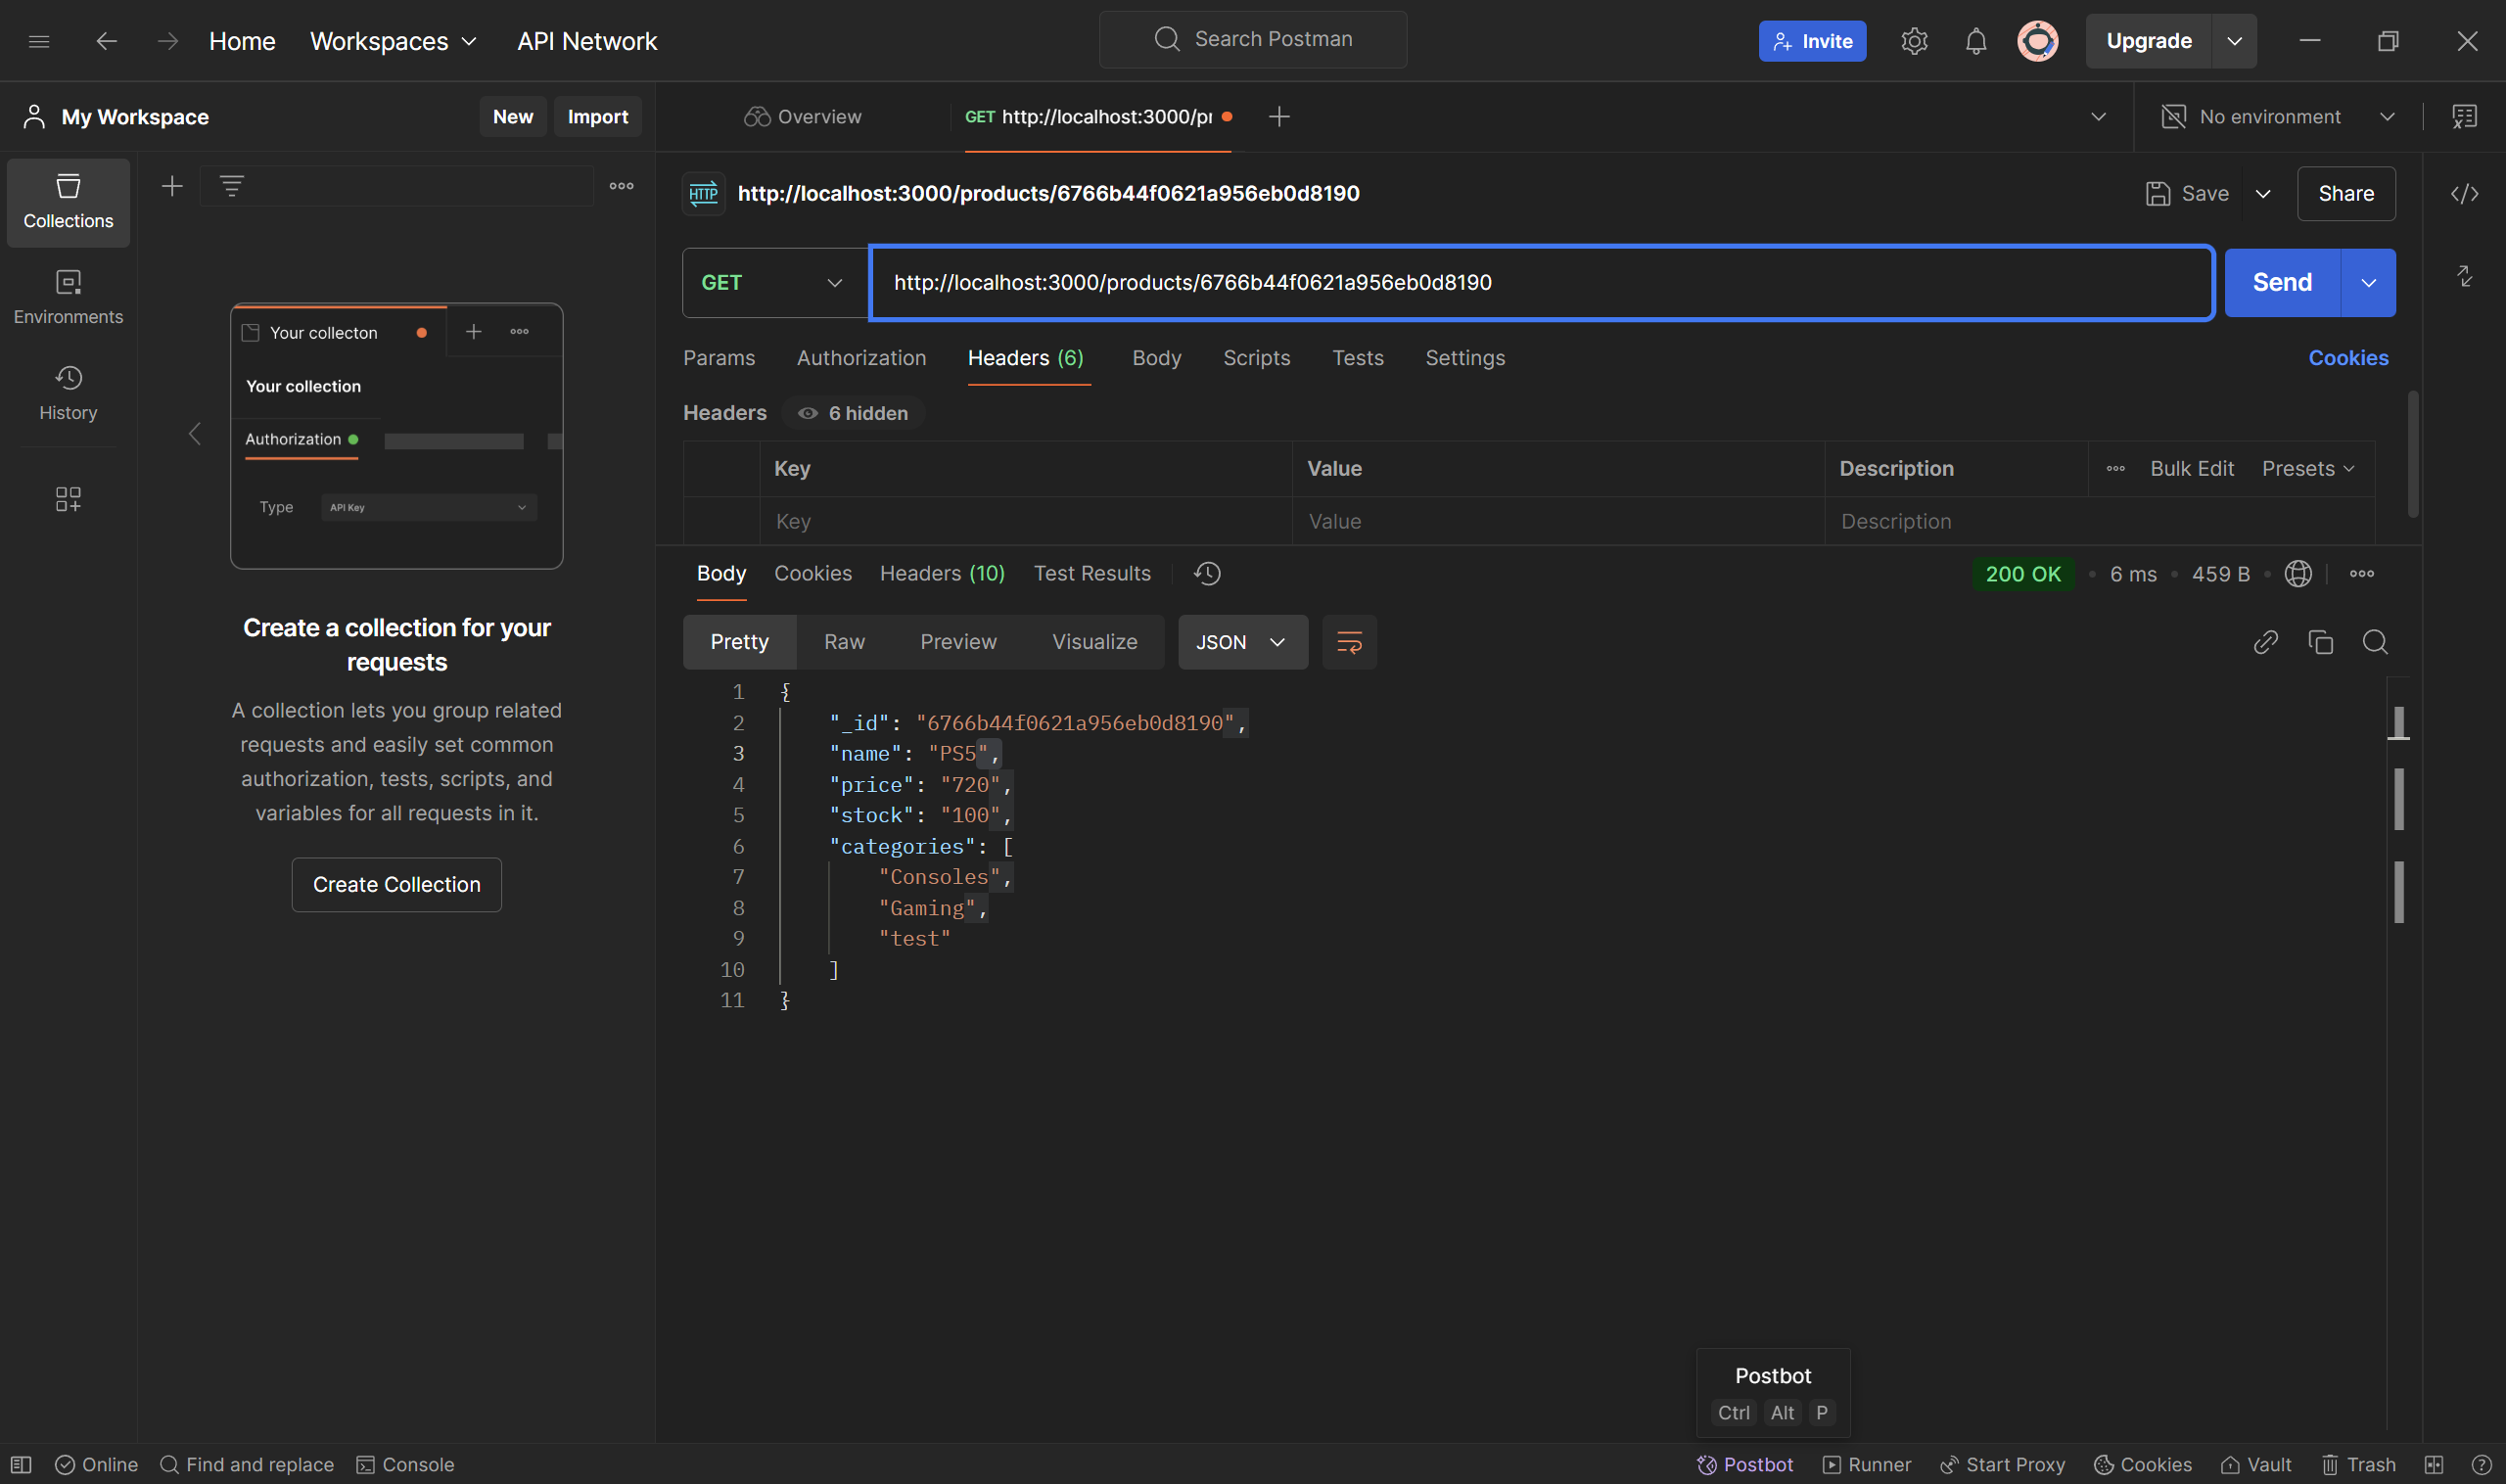 Home Workspaces API Network Search Postman Invite Upgrade
My Workspace New Import Overview GET http://localhost:3000/pr No environment
Collections
Environments
History
Your collecton
Your collection
Authorization
Type API Key
Create a collection for your
requests
A collection lets you group related
requests and easily set common
authorization, tests, scripts, and
variables for all requests in it.
Create Collection
HTTP http://localhost:3000/products/6766b44f0621a956eb0d8190 Save Share
GET http://localhost:3000/products/6766b44f0621a956eb0d8190 Send
Params Authorization Headers (6) Body Scripts Tests Settings Cookies
Headers 6 hidden
Key Value Description Bulk Edit Presets
Key Value Description
Body Cookies Headers (10) Test Results 200 OK 6 ms 459 B
Pretty Raw Preview Visualize JSON
1 {
2 "_id": "6766b44f0621a956eb0d8190",
3 "name": "PS5",
4 "price": "720",
5 "stock": "100",
6 "categories": [
7 "Consoles",
8 "Gaming",
9 "test"
10 ]
11 }
Postbot
Ctrl Alt P
Online Find and replace Console Postbot Runner Start Proxy Cookies Vault Trash